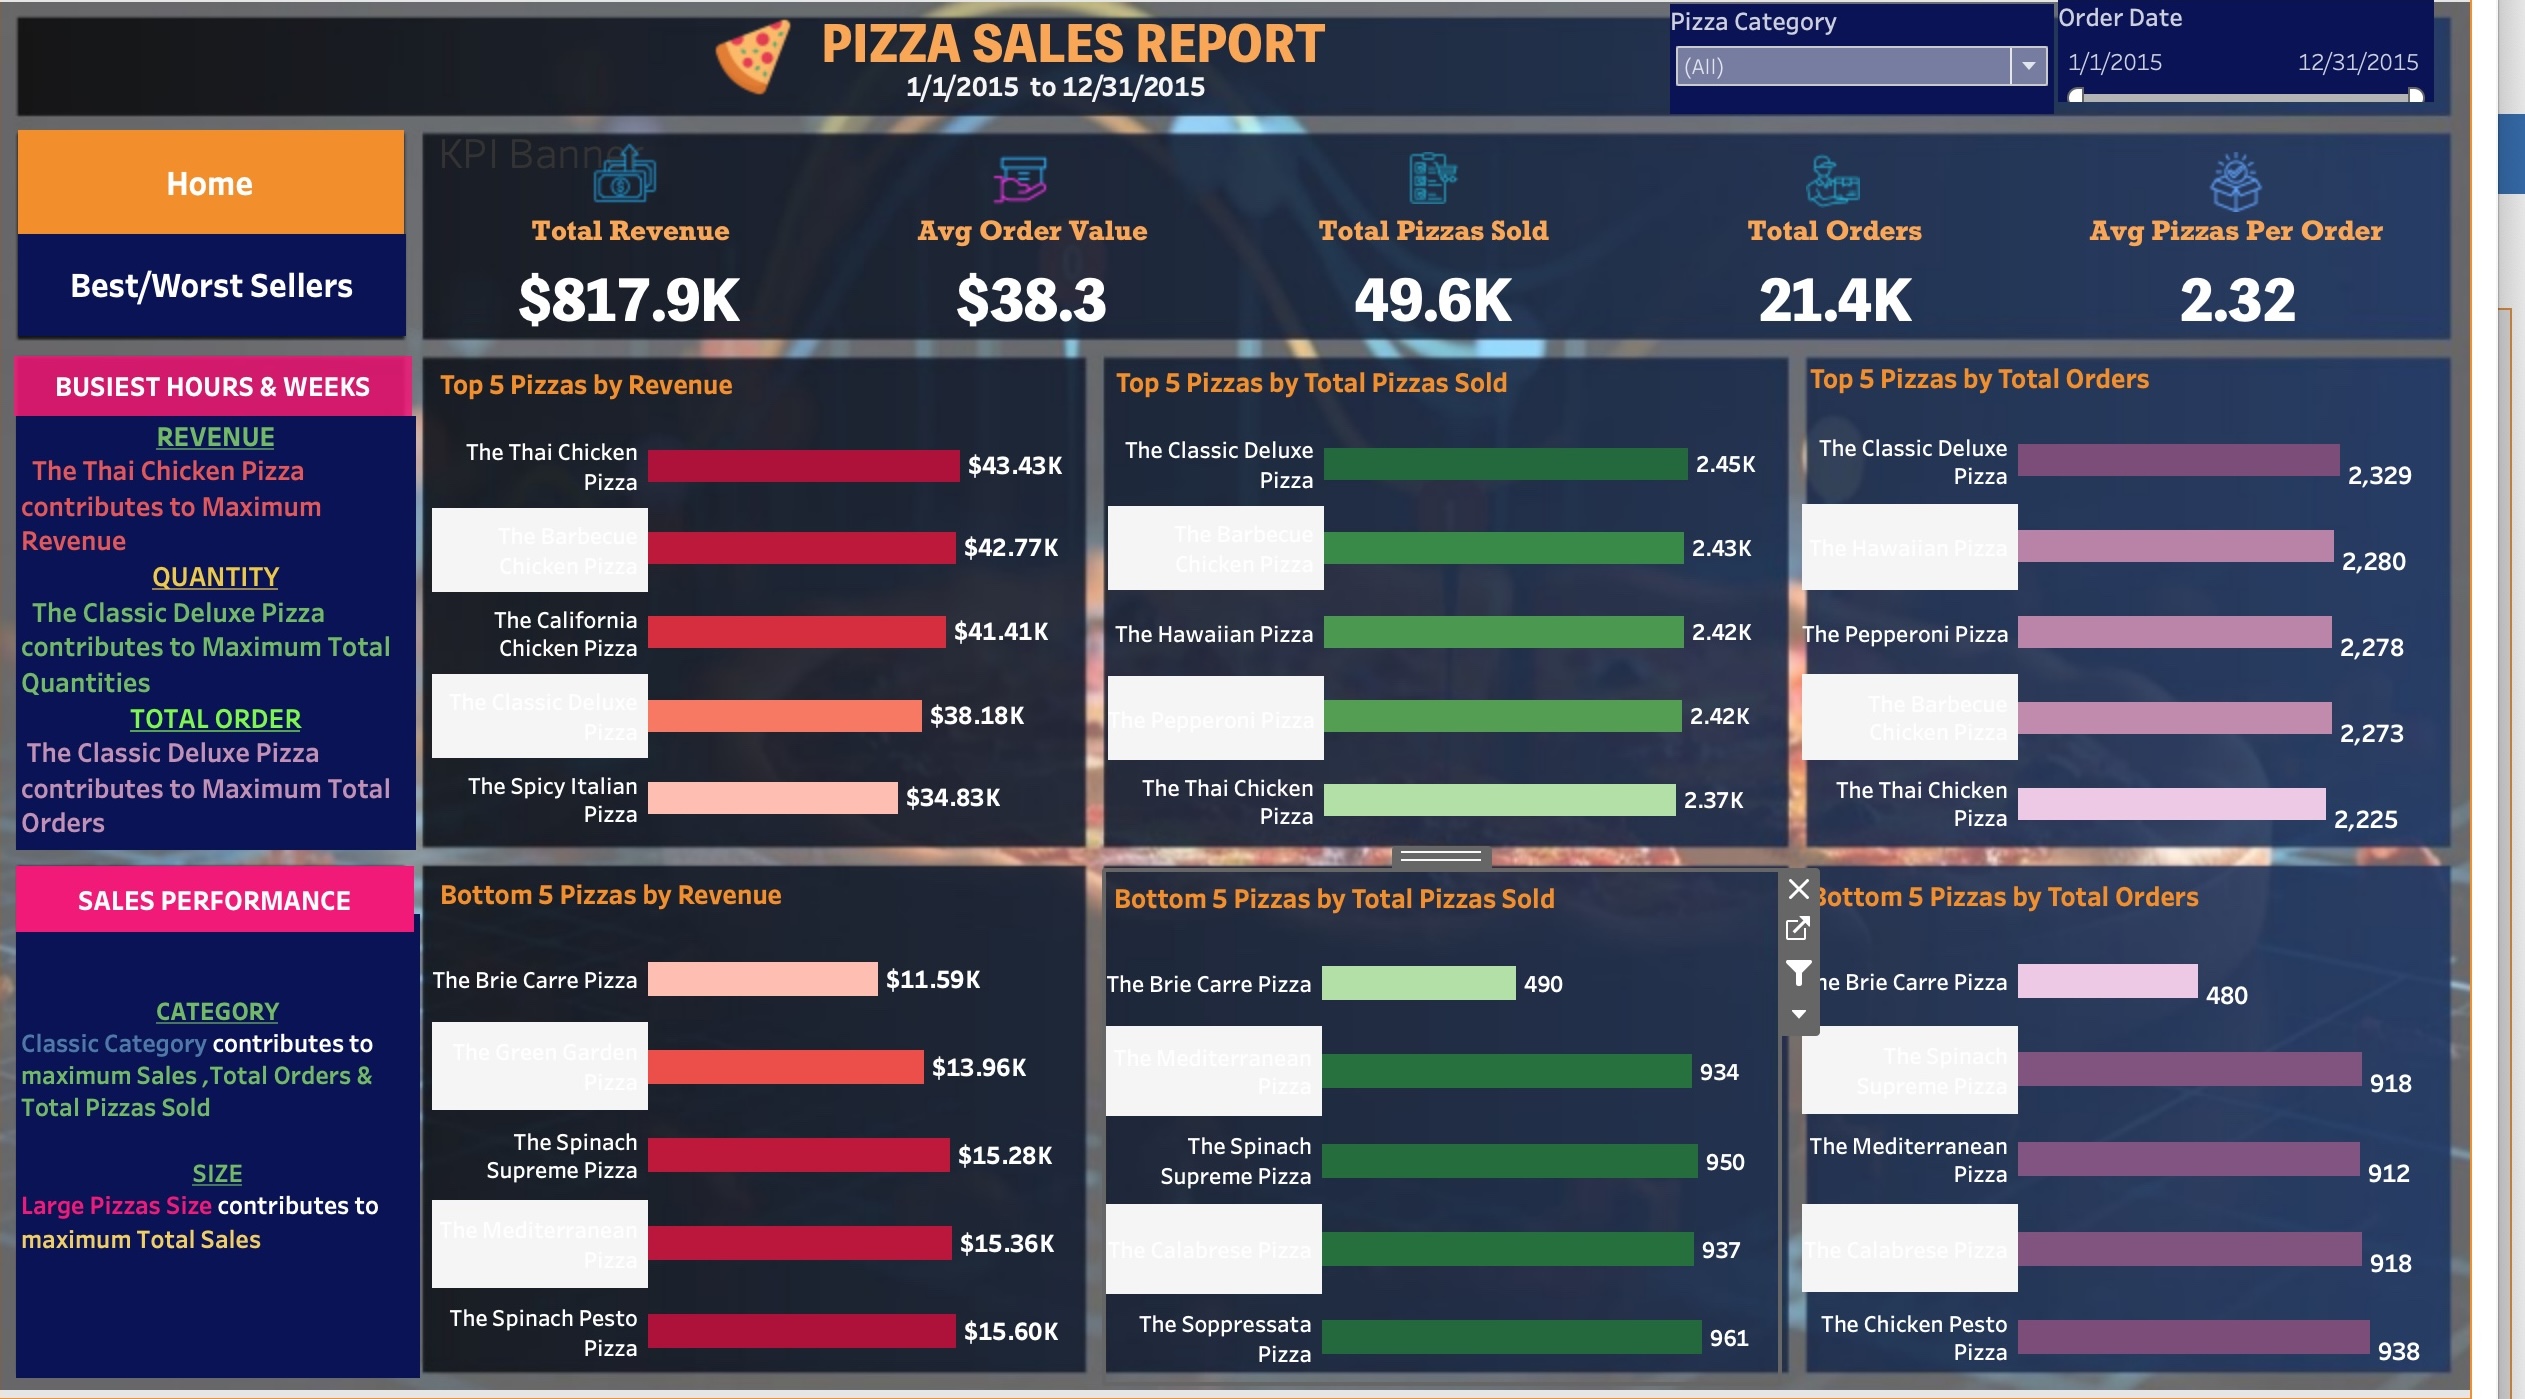 PIZZA SALES REPORT
1/1/2015 to 12/31/2015
Pizza Category
(All)
Order Date
1/1/2015 12/31/2015
Home
Best/Worst Sellers
KPI Banner
Total Revenue
$817.9K
Avg Order Value
$38.3
Total Pizzas Sold
49.6K
Total Orders
21.4K
Avg Pizzas Per Order
2.32
BUSIEST HOURS & WEEKS
REVENUE
The Thai Chicken Pizza
contributes to Maximum
Revenue
QUANTITY
The Classic Deluxe Pizza
contributes to Maximum Total
Quantities
TOTAL ORDER
The Classic Deluxe Pizza
contributes to Maximum Total
Orders
Top 5 Pizzas by Revenue
The Thai Chicken
Pizza
$43.43K
The Barbecue
Chicken Pizza
$42.77K
The California
Chicken Pizza
$41.41K
The Classic Deluxe
Pizza
$38.18K
The Spicy Italian
Pizza
$34.83K
Top 5 Pizzas by Total Pizzas Sold
The Classic Deluxe
Pizza
2.45K
The Barbecue
Chicken Pizza
2.43K
The Hawaiian Pizza
2.42K
The Pepperoni Pizza
2.42K
The Thai Chicken
Pizza
2.37K
Top 5 Pizzas by Total Orders
The Classic Deluxe
Pizza
2,329
The Hawaiian Pizza
2,280
The Pepperoni Pizza
2,278
The Barbecue
Chicken Pizza
2,273
The Thai Chicken
Pizza
2,225
SALES PERFORMANCE
CATEGORY
Classic Category contributes to
maximum Sales ,Total Orders &
Total Pizzas Sold
SIZE
Large Pizzas Size contributes to
maximum Total Sales
Bottom 5 Pizzas by Revenue
The Brie Carre Pizza
$11.59K
The Green Garden
Pizza
$13.96K
The Spinach
Supreme Pizza
$15.28K
The Mediterranean
Pizza
$15.36K
The Spinach Pesto
Pizza
$15.60K
Bottom 5 Pizzas by Total Pizzas Sold
The Brie Carre Pizza
490
The Mediterranean
Pizza
934
The Spinach
Supreme Pizza
950
The Calabrese Pizza
937
The Soppressata
Pizza
961
Bottom 5 Pizzas by Total Orders
he Brie Carre Pizza
480
The Spinach
Supreme Pizza
918
The Mediterranean
Pizza
912
The Calabrese Pizza
918
The Chicken Pesto
Pizza
938